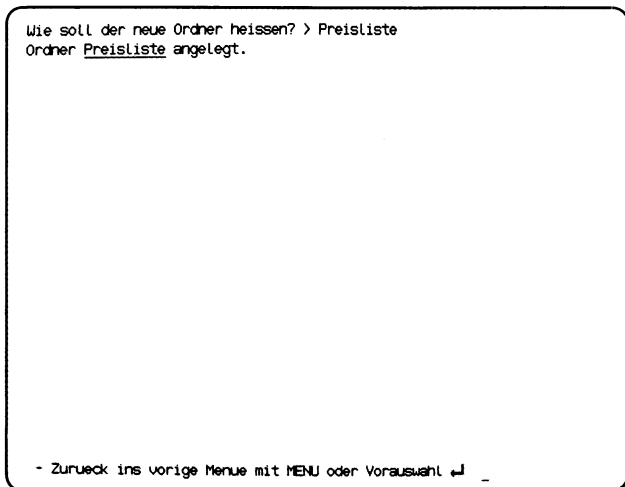 Wie soll der neue Ordner heissen? > Preisliste
Ordner Preisliste angelegt.
- Zurueck ins vorige Menue mit MENU oder Vorauswahl ↵ _